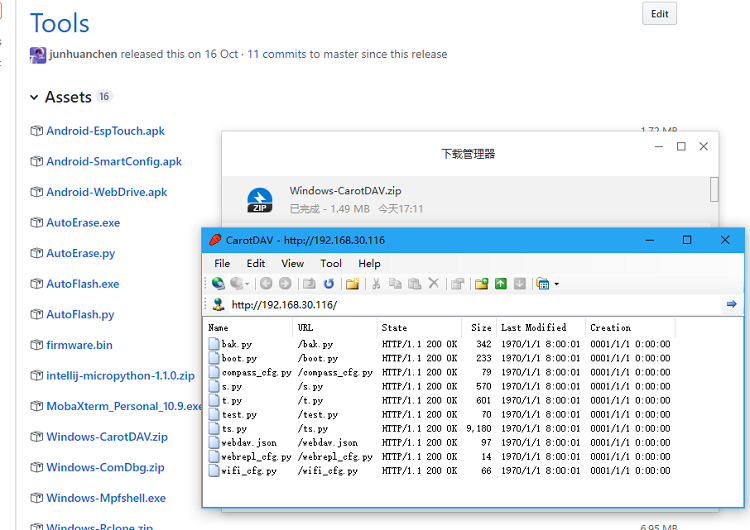 Tools
Edit
junhuanchen released this on 16 Oct · 11 commits to master since this release
Assets 16
Android-EspTouch.apk
1.72 MB
Android-SmartConfig.apk
Android-WebDrive.apk
AutoErase.exe
AutoErase.py
AutoFlash.exe
AutoFlash.py
firmware.bin
intellij-micropython-1.1.0.zip
MobaXterm_Personal_10.9.exe
Windows-CarotDAV.zip
Windows-ComDbg.zip
Windows-Mpfshell.exe
Windows-Rclone.zip
6.95 MB
下载管理器
ZIP
Windows-CarotDAV.zip
已完成 - 1.49 MB 今天17:11
CarotDAV - http://192.168.30.116
File Edit View Tool Help
http://192.168.30.116/
Name URL State Size Last Modified Creation
bak.py /bak.py HTTP/1.1 200 OK 342 1970/1/1 8:00:01 0001/1/1 0:00:00
boot.py /boot.py HTTP/1.1 200 OK 233 1970/1/1 8:00:01 0001/1/1 0:00:00
conpass_cfg.py /conpass_cfg.py HTTP/1.1 200 OK 79 1970/1/1 8:00:01 0001/1/1 0:00:00
s.py /s.py HTTP/1.1 200 OK 570 1970/1/1 8:00:01 0001/1/1 0:00:00
t.py /t.py HTTP/1.1 200 OK 601 1970/1/1 8:00:01 0001/1/1 0:00:00
test.py /test.py HTTP/1.1 200 OK 70 1970/1/1 8:00:01 0001/1/1 0:00:00
ts.py /ts.py HTTP/1.1 200 OK 9,180 1970/1/1 8:00:01 0001/1/1 0:00:00
webdav.json /webdav.json HTTP/1.1 200 OK 97 1970/1/1 8:00:01 0001/1/1 0:00:00
webrepl_cfg.py /webrepl_cfg.py HTTP/1.1 200 OK 14 1970/1/1 8:00:01 0001/1/1 0:00:00
wifi_cfg.py /wifi_cfg.py HTTP/1.1 200 OK 66 1970/1/1 8:00:01 0001/1/1 0:00:00